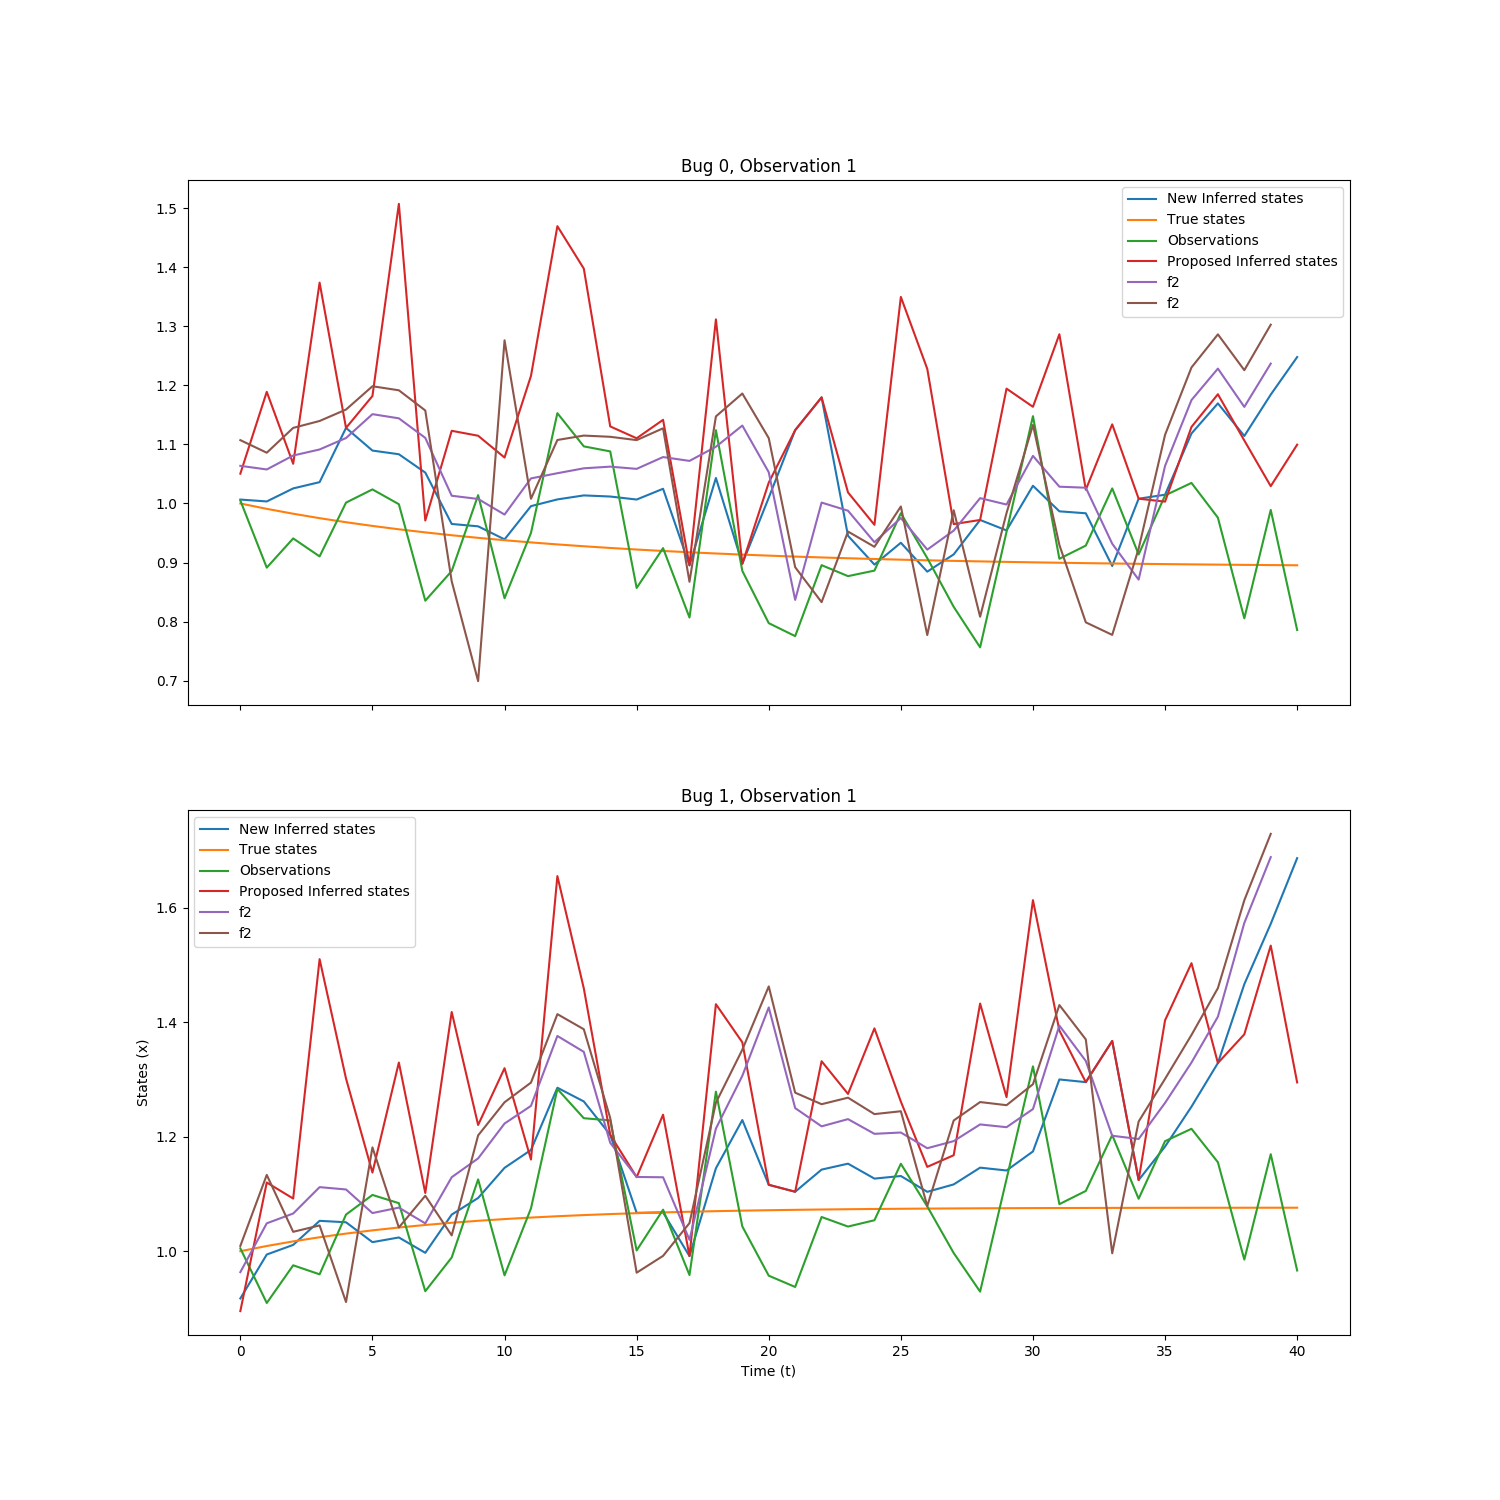 Bug 0, Observation 1
1.5
1.4
1.3
1.2
1.1
1.0
0.9
0.8
0.7
New Inferred states
True states
Observations
Proposed Inferred states
f2
f2
Bug 1, Observation 1
New Inferred states
True states
Observations
Proposed Inferred states
f2
f2
States (x)
1.6
1.4
1.2
1.0
0 5 10 15 20 25 30 35 40
Time (t)